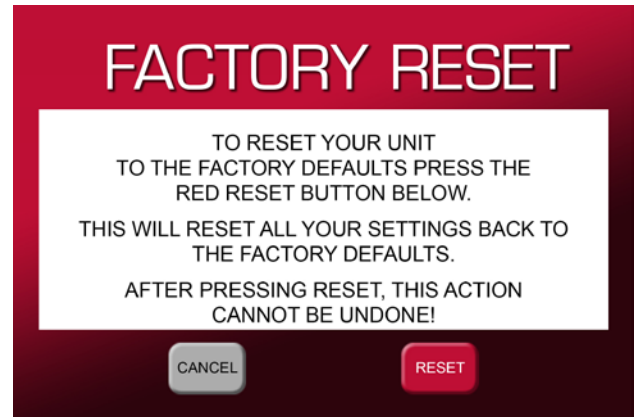 FACTORY RESET
TO RESET YOUR UNIT
TO THE FACTORY DEFAULTS PRESS THE
RED RESET BUTTON BELOW.
THIS WILL RESET ALL YOUR SETTINGS BACK TO
THE FACTORY DEFAULTS.
AFTER PRESSING RESET, THIS ACTION
CANNOT BE UNDONE!
CANCEL
RESET